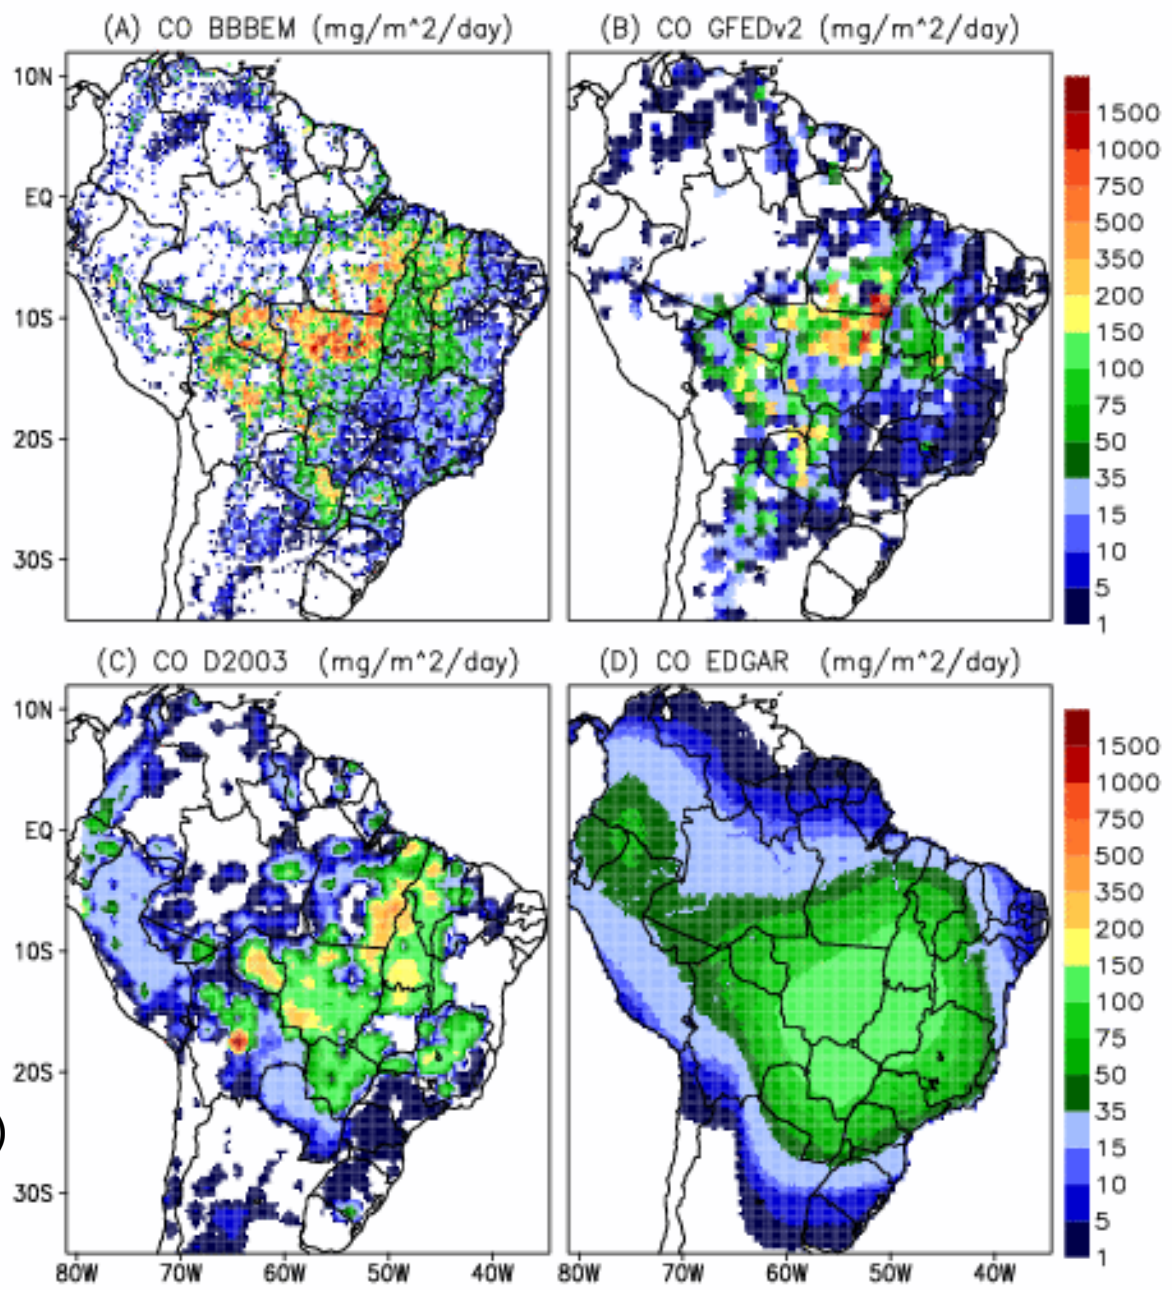 (A) CO BBBEM (mg/m^2/day)
(B) CO GFEDv2 (mg/m^2/day)
10N
EQ
10S
20S
30S
1500
1000
750
500
350
200
150
100
75
50
35
15
10
5
1
(C) CO D2003 (mg/m^2/day)
(D) CO EDGAR (mg/m^2/day)
10N
EQ
10S
20S
30S
80W 70W 60W 50W 40W
80W 70W 60W 50W 40W
1500
1000
750
500
350
200
150
100
75
50
35
15
10
5
1
)